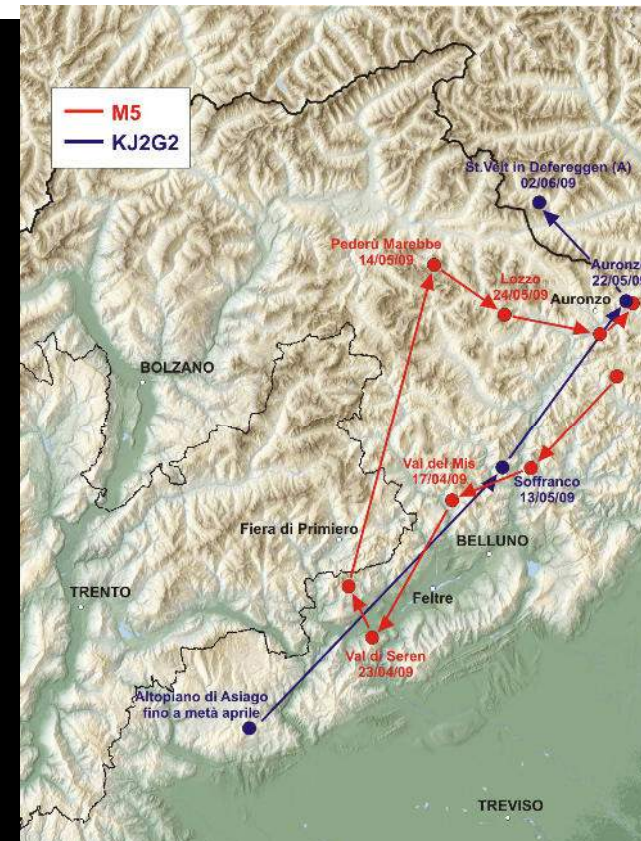 M5
KJ2G2
St.Veit in Defereggen (A)
02/06/09
Pederù Marebbe
14/05/09
Lozzo
24/05/09
Auronzo
22/05/09
Auronzo
BOLZANO
Val del Mis
17/04/09
Soffranco
13/05/09
Fiera di Primiero
BELLUNO
TRENTO
Feltre
Val di Seren
23/04/09
Altopiano di Asiago
fino a metà aprile
TREVISO